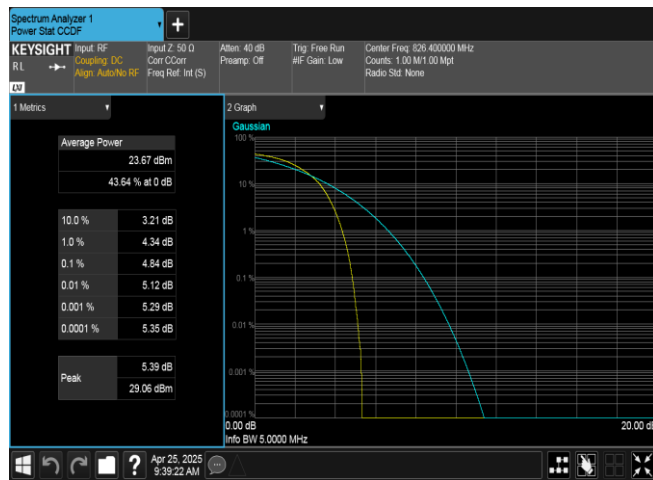 Spectrum Analyzer 1
Power Stat CCDF
+
KEYSIGHT
RL
LXI
Input: RF
Coupling: DC
Align: Auto/No RF
Input Z: 50 Ω
Corr CCorr
Freq Ref: Int (S)
Atten: 40 dB
Preamp: Off
Trig: Free Run
#IF Gain: Low
Center Freq: 826.400000 MHz
Counts: 1.00 M/1.00 Mpt
Radio Std: None
1 Metrics
Average Power
23.67 dBm
43.64 % at 0 dB
10.0 % 3.21 dB
1.0 % 4.34 dB
0.1 % 4.84 dB
0.01 % 5.12 dB
0.001 % 5.29 dB
0.0001 % 5.35 dB
Peak
5.39 dB
29.06 dBm
2 Graph
Gaussian
100 %
10 %
1 %
0.1 %
0.01 %
0.001 %
0.0001 %
0.00 dB
20.00 d
Info BW 5.0000 MHz
?
Apr 25, 2025
9:39:22 AM